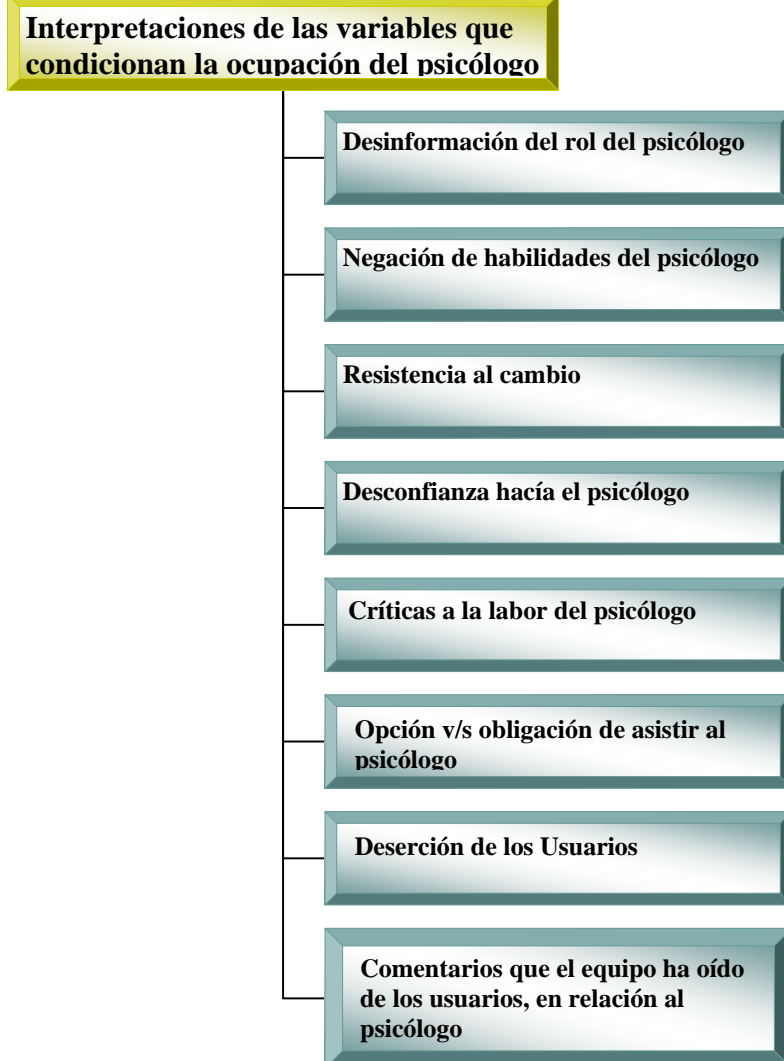 Interpretaciones de las variables que
condicionan la ocupación del psicólogo
Desinformación del rol del psicólogo
Negación de habilidades del psicólogo
Resistencia al cambio
Desconfianza hacía el psicólogo
Críticas a la labor del psicólogo
Opción v/s obligación de asistir al
psicólogo
Deserción de los Usuarios
Comentarios que el equipo ha oído
de los usuarios, en relación al
psicólogo